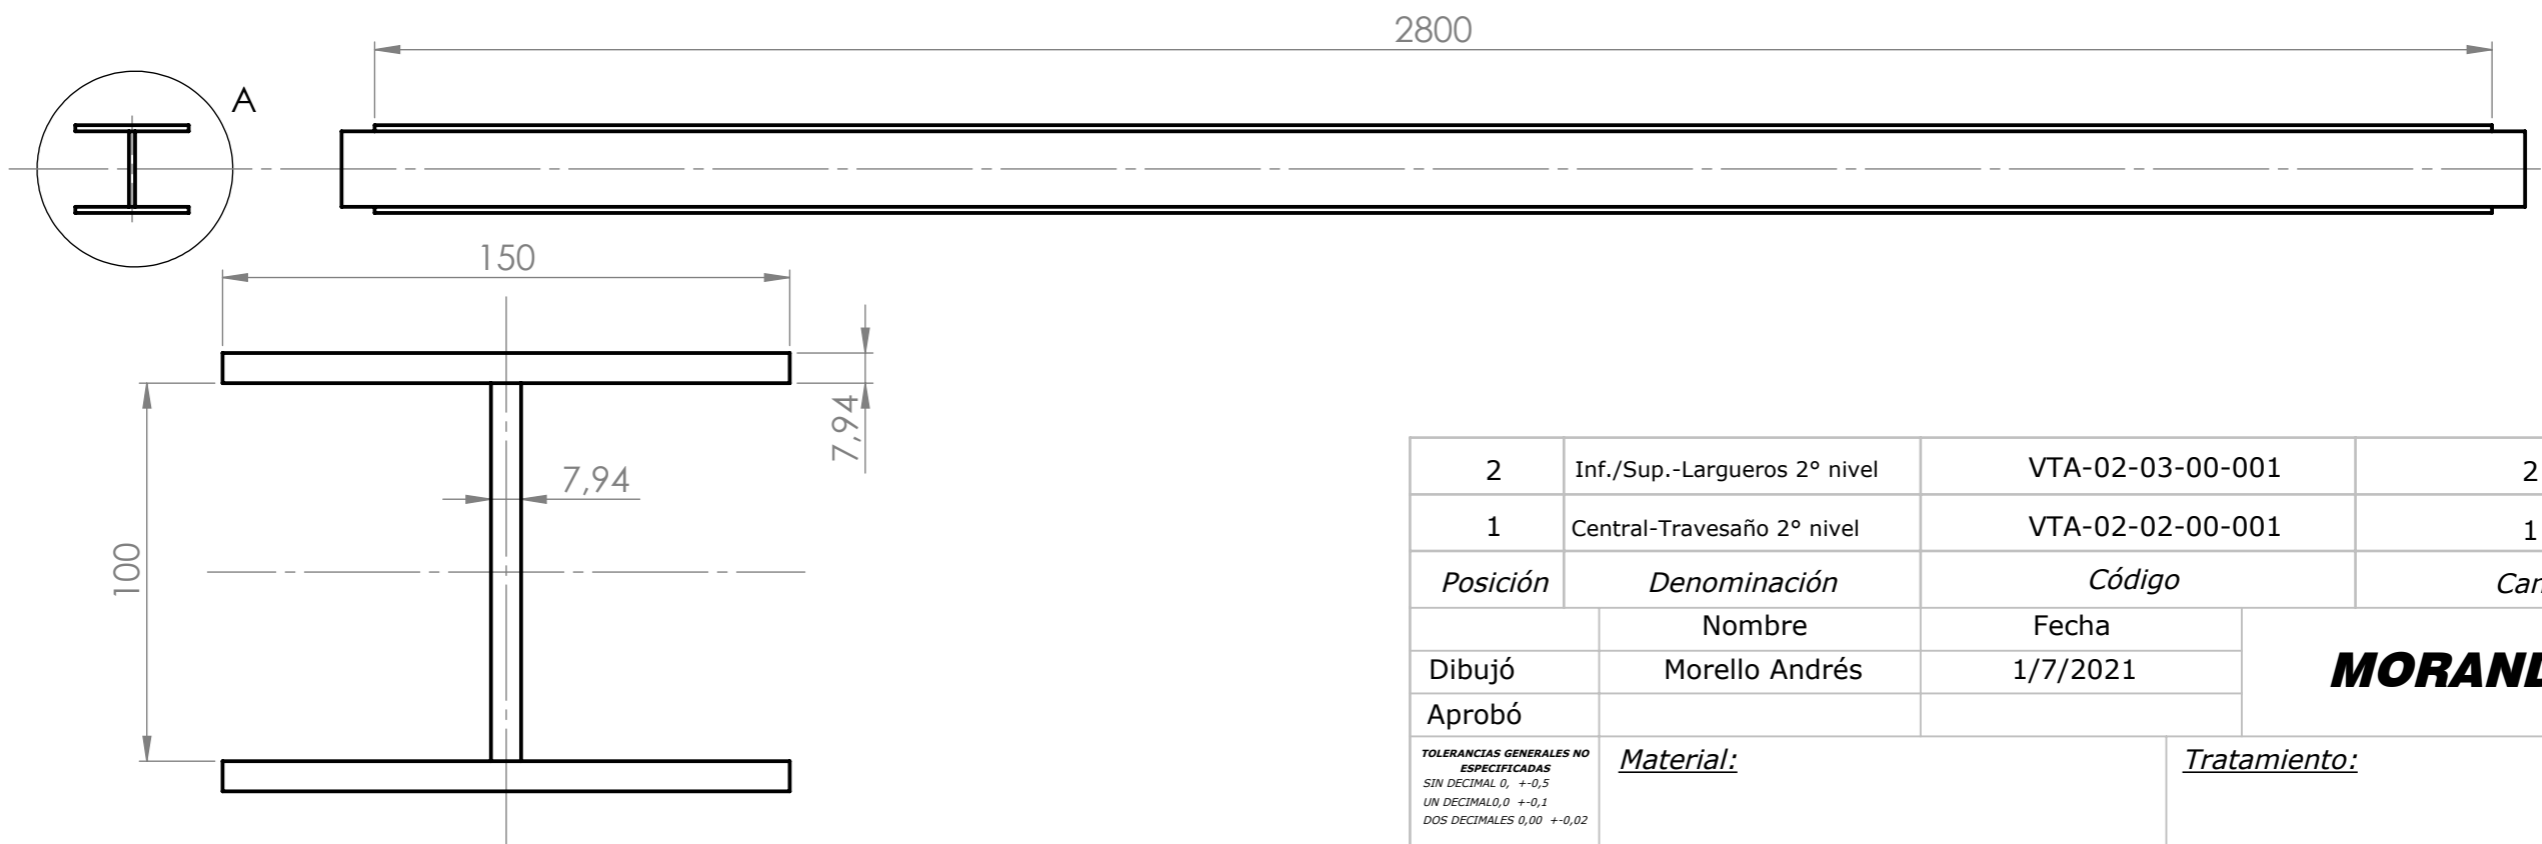 2800
A
150
7,94
7,94
100
2 Inf./Sup.-Largueros 2° nivel VTA-02-03-00-001 2
1 Central-Travesaño 2° nivel VTA-02-02-00-001 1
Posición Denominación Código
Nombre Fecha
Dibujó Morello Andrés 1/7/2021
Aprobó
TOLERANCIAS GENERALES NO
ESPECIFICADAS
SIN DECIMAL 0, +-0,5
UN DECIMAL0,0 +-0,1
DOS DECIMALES 0,00 +-0,02
Material:
Tratamiento: